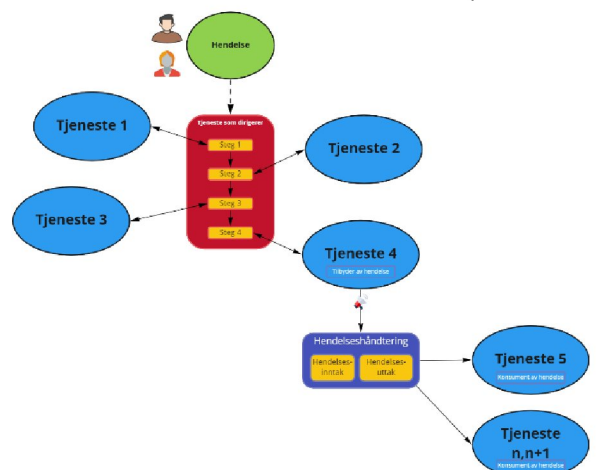 Hendelse
Tjeneste som dirigerer
Tjeneste 1
Steg 1
Tjeneste 2
Steg 2
Steg 3
Tjeneste 3
Steg 4
Tjeneste 4
Tilbyder av hendelse
Hendelseshåndtering
Hendelses-
inntak
Hendelses-
uttak
Tjeneste 5
Konsument av hendelse
Tjeneste
n,n+1
Konsument av hendelse